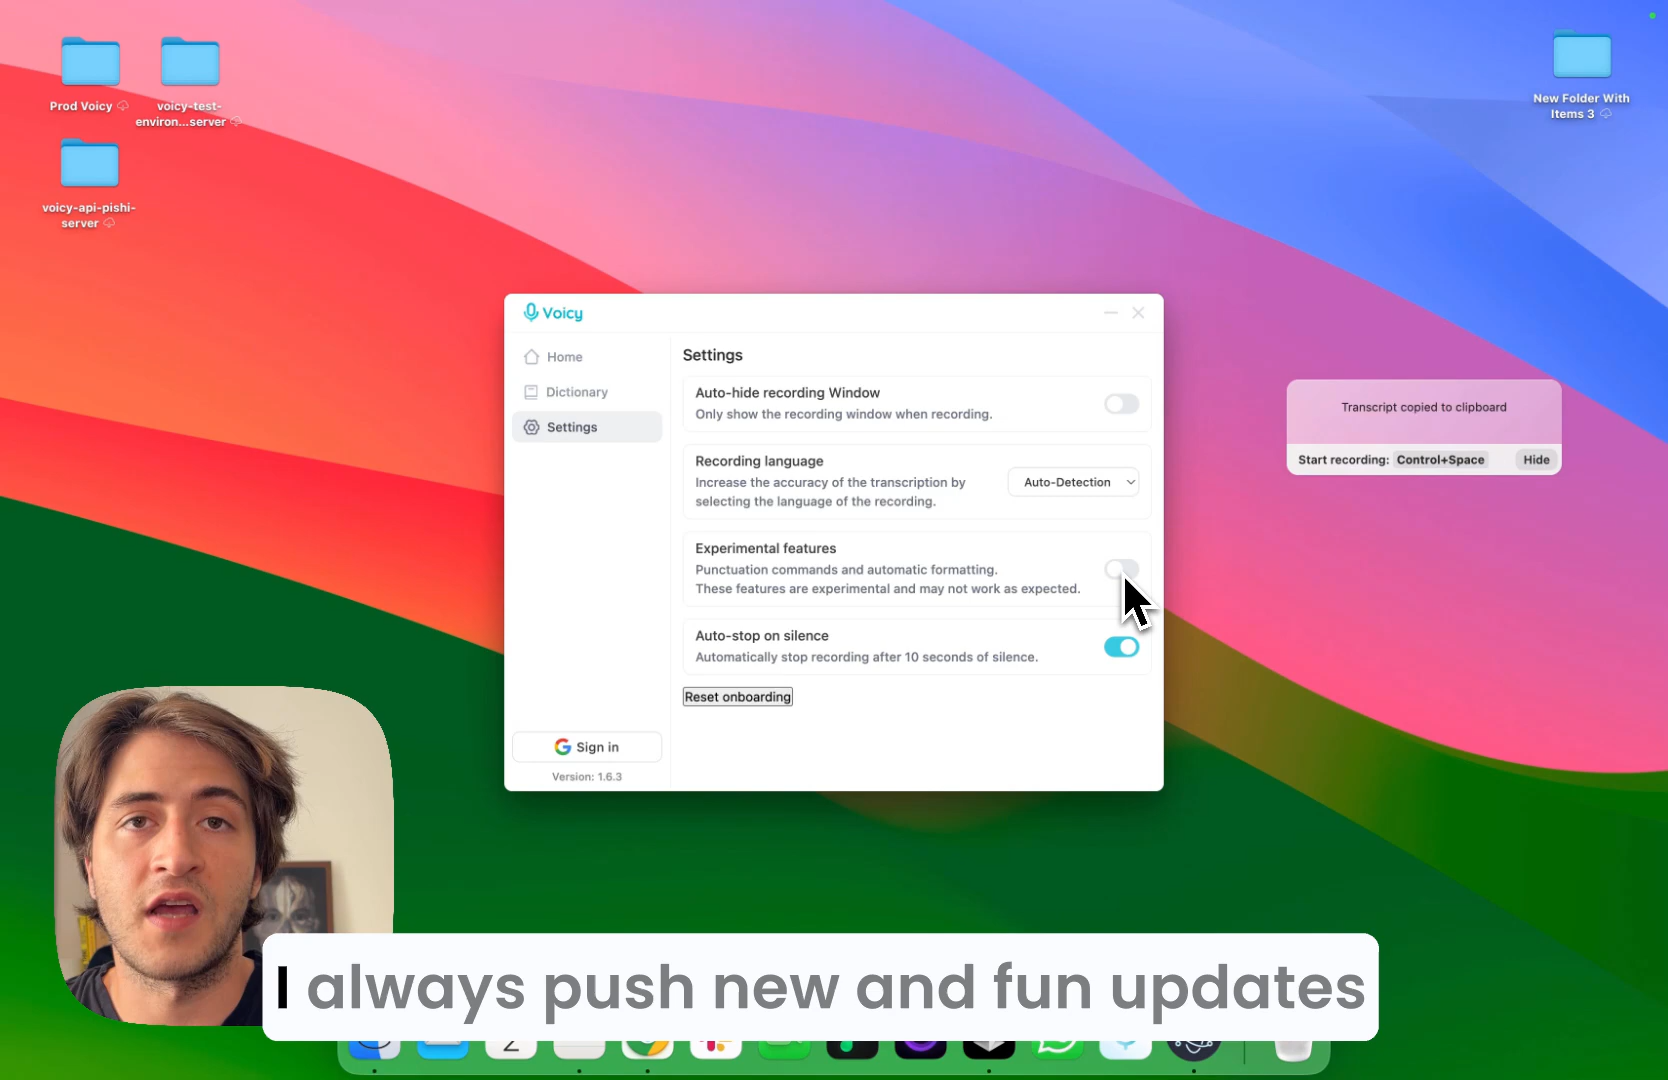 Prod Voicy
voicy-test-
environ...server
voicy-api-pishi-
server
New Folder With
Items 3
Voicy
Home
Dictionary
Settings
Sign in
Version: 1.6.3
Settings
Auto-hide recording Window
Only show the recording window when recording.
Recording language
Increase the accuracy of the transcription by
selecting the language of the recording.
Auto-Detection
Experimental features
Punctuation commands and automatic formatting.
These features are experimental and may not work as expected.
Auto-stop on silence
Automatically stop recording after 10 seconds of silence.
Reset onboarding
Transcript copied to clipboard
Start recording: Control+Space Hide
I always push new and fun updates